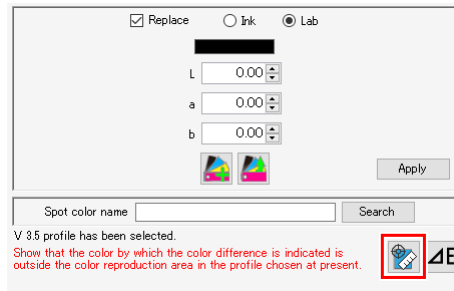 Replace Ink Lab
L 0.00
a 0.00
b 0.00
Apply
Spot color name Search
V 3.5 profile has been selected.
Show that the color by which the color difference is indicated is
outside the color reproduction area in the profile chosen at present.
⊿E